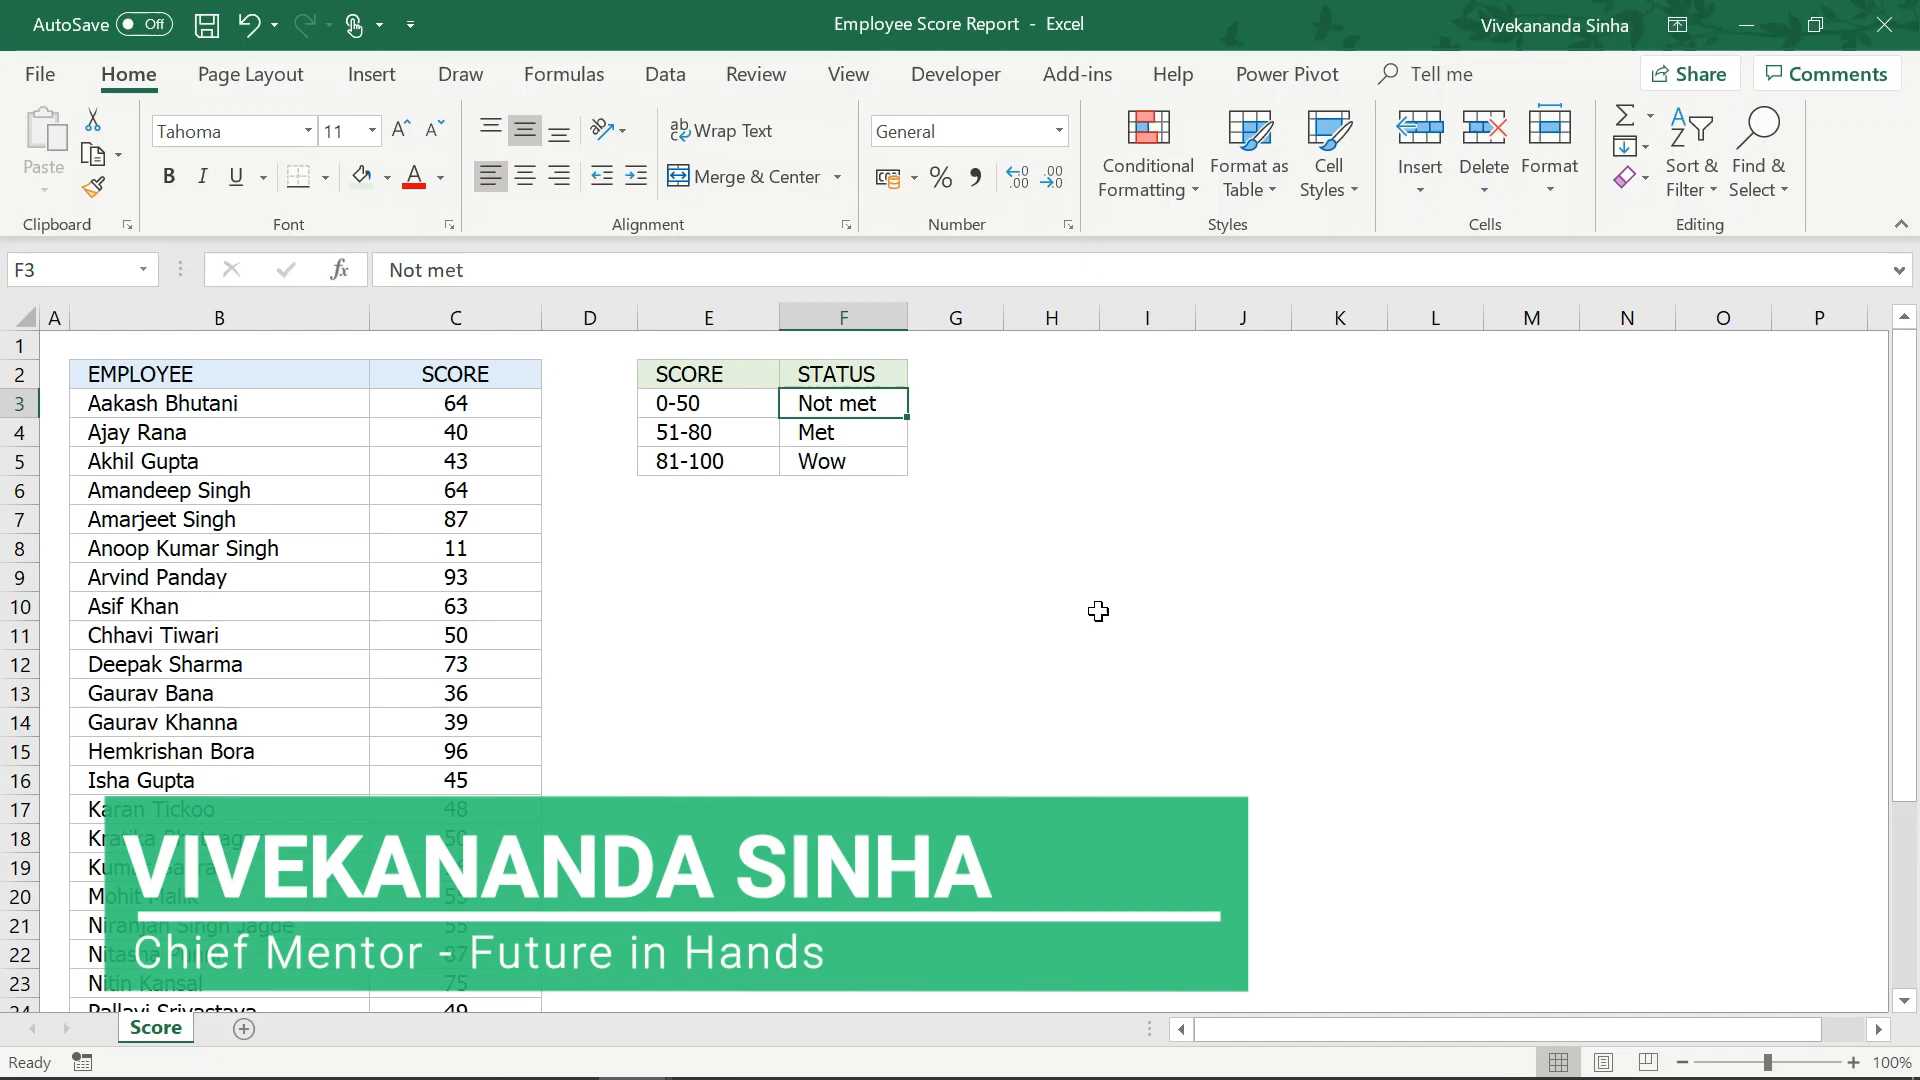 AutoSave Off
Employee Score Report - Excel
Vivekananda Sinha
File Home Page Layout Insert Draw Formulas Data Review View Developer Add-ins Help Power Pivot Tell me Share Comments
Paste
Clipboard
Tahoma 11
B I U
Font
Wrap Text
Merge & Center
Alignment
General
Number
Conditional Formatting
Format as Table
Cell Styles
Styles
Insert Delete Format
Cells
Sort & Filter
Find & Select
Editing
F3 fx Not met
A B C D E F G H I J K L M N O P
1
2 EMPLOYEE SCORE SCORE STATUS
3 Aakash Bhutani 64 0-50 Not met
4 Ajay Rana 40 51-80 Met
5 Akhil Gupta 43 81-100 Wow
6 Amandeep Singh 64
7 Amarjeet Singh 87
8 Anoop Kumar Singh 11
9 Arvind Panday 93
10 Asif Khan 63
11 Chhavi Tiwari 50
12 Deepak Sharma 73
13 Gaurav Bana 36
14 Gaurav Khanna 39
15 Hemkrishan Bora 96
16 Isha Gupta 45
17 Karan Tickoo 48
18
19
20 Mohit Malik
21 Niranjan Singh Jagde 55
22
23 Nitin Kansal 75
24 Pallavi Srivastava 49
VIVEKANANDA SINHA
Chief Mentor - Future in Hands
Score
Ready
100%